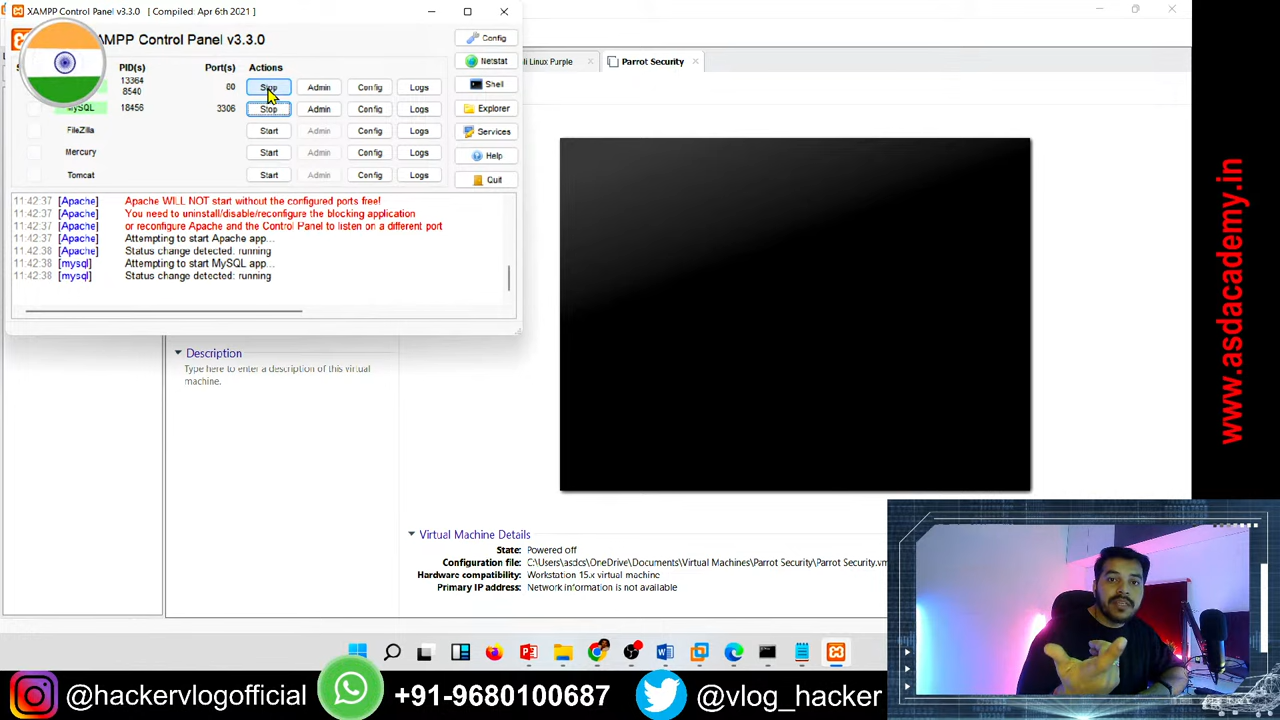 XAMPP Control Panel v3.3.0 [ Compiled: Apr 6th 2021 ]
AMPP Control Panel v3.3.0
PID(s) Port(s) Actions
13364
8540 80 Stop Admin Config Logs
MySQL 18456 3306 Stop Admin Config Logs
FileZilla Start Admin Config Logs
Mercury Start Admin Config Logs
Tomcat Start Admin Config Logs
Config
Netstat
Shell
Explorer
Services
Help
Quit
11:42:37 [Apache] Apache WILL NOT start without the configured ports free!
11:42:37 [Apache] You need to uninstall/disable/reconfigure the blocking application
11:42:37 [Apache] or reconfigure Apache and the Control Panel to listen on a different port
11:42:37 [Apache] Attempting to start Apache app...
11:42:38 [Apache] Status change detected: running
11:42:38 [mysql] Attempting to start MySQL app...
11:42:38 [mysql] Status change detected: running
li Linux Purple
Parrot Security
Description
Type here to enter a description of this virtual
machine.
Virtual Machine Details
State: Powered off
Configuration file: C:\Users\asdcs\OneDrive\Documents\Virtual Machines\Parrot Security\Parrot Security.vm
Hardware compatibility: Workstation 15.x virtual machine
Primary IP address: Network information is not available
www.asdacademy.in
@hackervlogofficial
+91-9680100687
@vlog_hacker